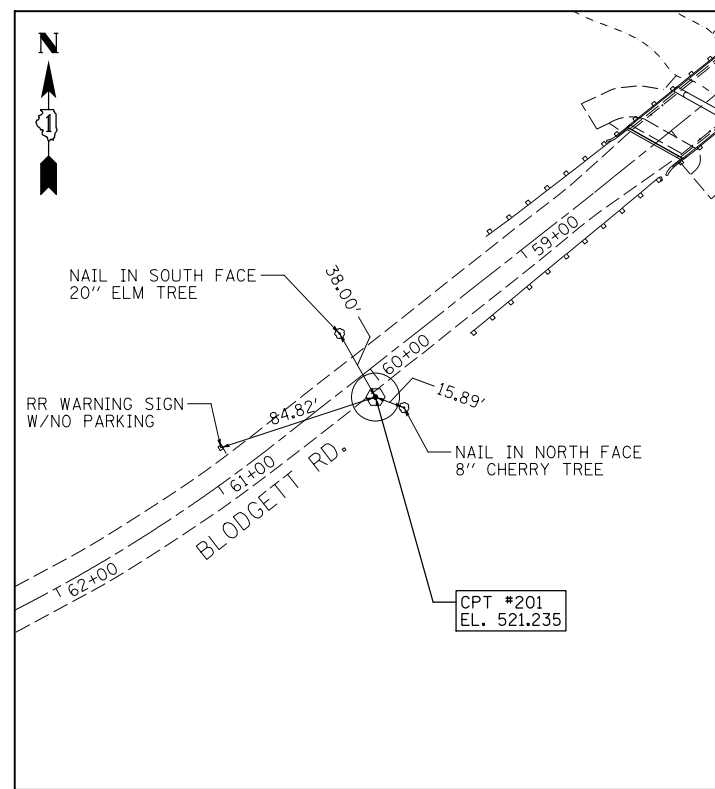 N
1
59+00
NAIL IN SOUTH FACE
20" ELM TREE
38.00'
60+00
15.89'
RR WARNING SIGN
W/NO PARKING
84.82'
NAIL IN NORTH FACE
8" CHERRY TREE
61+00
BLODGETT RD.
62+00
CPT #201
EL. 521.235